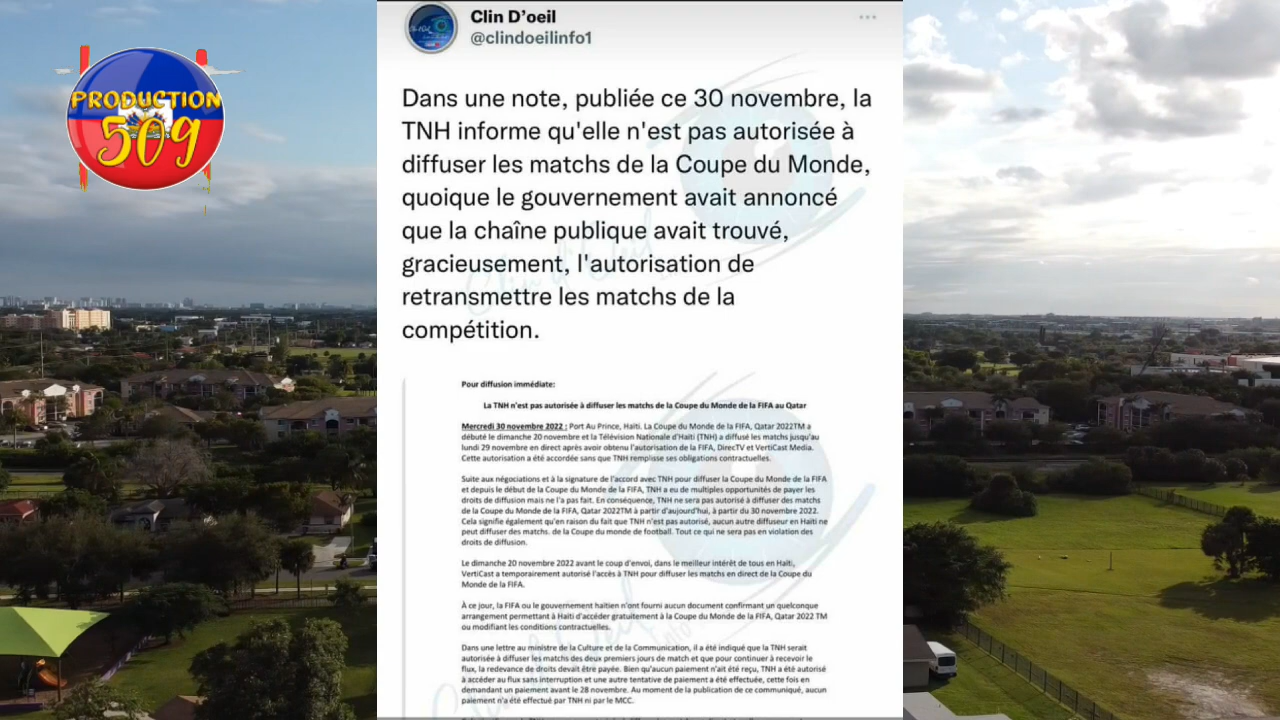 PRODUCTION
509
Clin D’oeil
@clindoeilinfo1
Dans une note, publiée ce 30 novembre, la
TNH informe qu'elle n'est pas autorisée à
diffuser les matchs de la Coupe du Monde,
quoique le gouvernement avait annoncé
que la chaîne publique avait trouvé,
gracieusement, l'autorisation de
retransmettre les matchs de la
compétition.
Pour diffusion immédiate:
La TNH n'est pas autorisée à diffuser les matchs de la Coupe du Monde de la FIFA au Qatar
Mercredi 30 novembre 2022 : Port Au Prince, Haiti. La Coupe du Monde de la FIFA, Qatar 2022TM a
débuté le dimanche 20 novembre et la Télévision Nationale d'Haïti (TNH) a diffusé les matchs jusqu'au
lundi 29 novembre en direct après avoir obtenu l'autorisation de la FIFA, DirecTV et VertiCast Media.
Cette autorisation a été accordée sans que TNH remplisse ses obligations contractuelles.
Suite aux négociations et à la signature de l'accord avec TNH pour diffuser la Coupe du Monde de la FIFA
et depuis le début de la Coupe du Monde de la FIFA, TNH a eu de multiples opportunités de payer les
droits de diffusion mais ne l'a pas fait. En conséquence, TNH ne sera pas autorisé à diffuser des matchs
de la Coupe du Monde de la FIFA, Qatar 2022TM à partir d'aujourd'hui, à partir du 30 novembre 2022.
Cela signifie également qu'en raison du fait que TNH n'est pas autorisé, aucun autre diffuseur en Haiti ne
peut diffuser des matchs. de la Coupe du monde de football. Tout ce qui ne sera pas en violation des
droits de diffusion.
Le dimanche 20 novembre 2022 avant le coup d'envoi, dans le meilleur intérêt de tous en Haïti,
VertiCast a temporairement autorisé l'accès à TNH pour diffuser les matchs en direct de la Coupe du
Monde de la FIFA.
À ce jour, la FIFA ou le gouvernement haïtien n'ont fourni aucun document confirmant un quelconque
arrangement permettant à Haiti d'accéder gratuitement à la Coupe du Monde de la FIFA, Qatar 2022 TM
ou modifiant les conditions contractuelles.
Dans une lettre au ministre de la Culture et de la Communication, il a été indiqué que la TNH serait
autorisée à diffuser les matchs des deux premiers jours de match et que pour continuer à recevoir le
flux, la redevance de droits devait être payée. Bien qu'aucun paiement n'ait été reçu, TNH a été autorisé
à accéder au flux sans interruption et une autre tentative de paiement a été effectuée, cette fois en
demandant un paiement avant le 28 novembre. Au moment de la publication de ce communiqué, aucun
paiement n'a été effectué par TNH ni par le MCC.